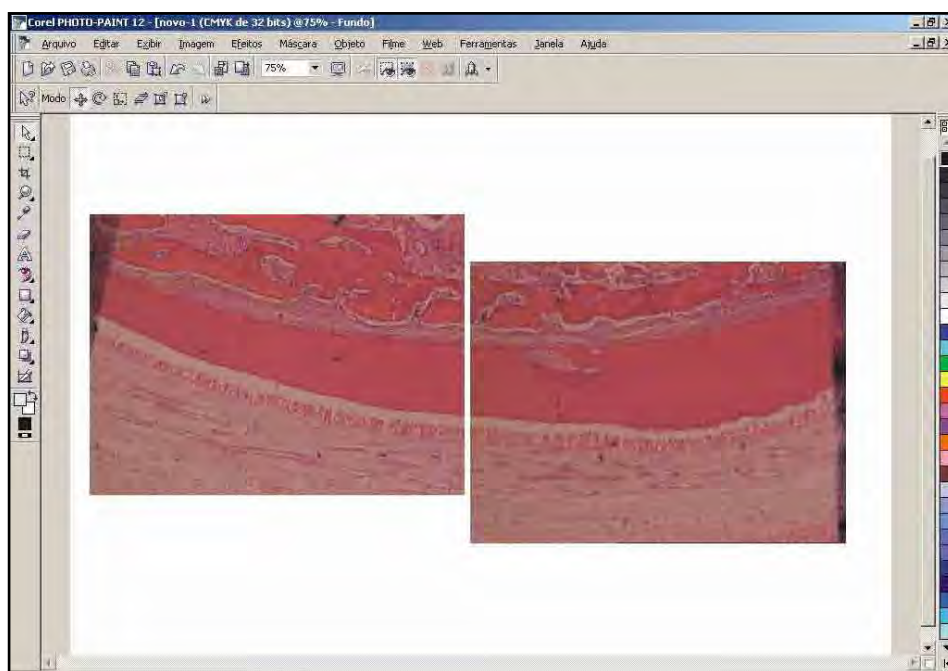 Corel PHOTO-PAINT 12 - [novo-1 (CMYK de 32 bits) @75% - Fundo]
Arquivo Editar Exibir Imagem Efeitos Máscara Objeto Filme Web Ferramentas Janela Ajuda
75%
Modo